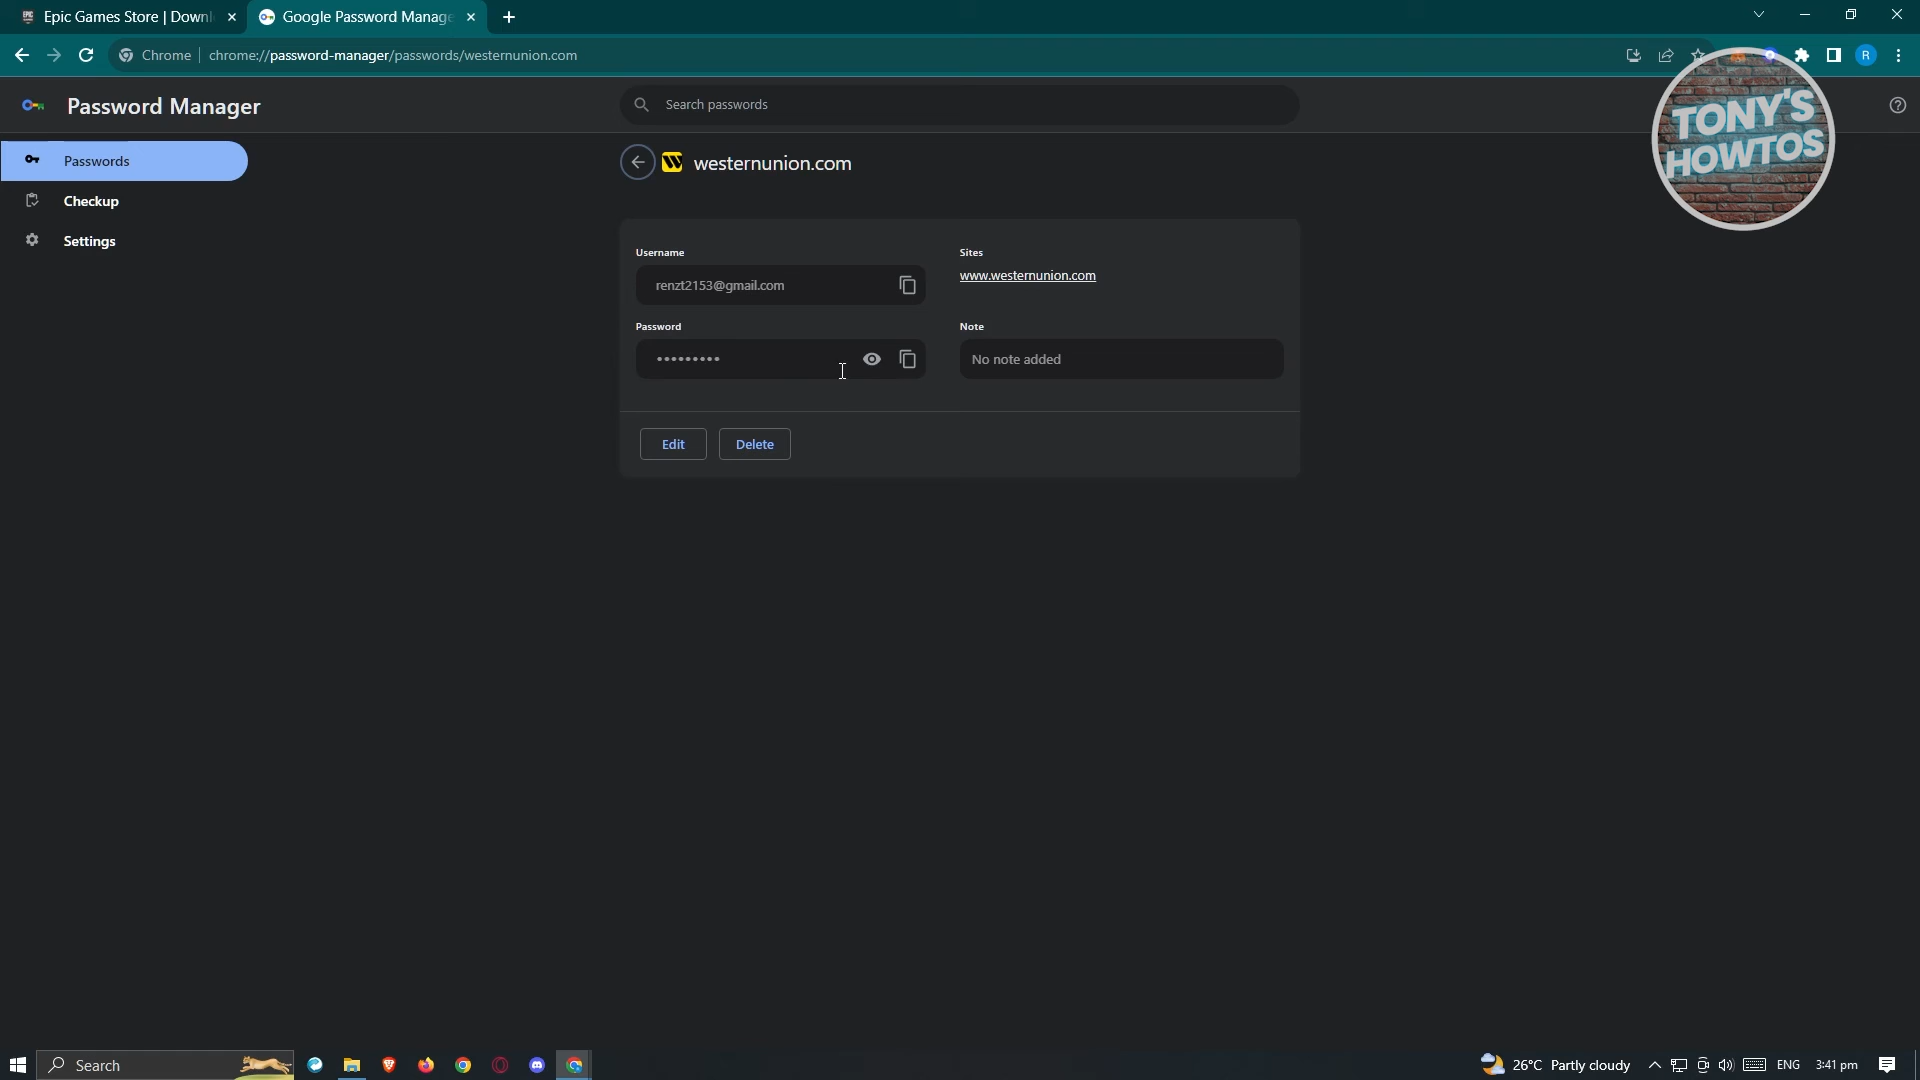 Epic Games Store | Downl
Google Password Manage
Chrome
chrome://password-manager/passwords/westernunion.com
R
Password Manager
Search passwords
TONY'S
HOWTOS
Passwords
westernunion.com
Checkup
Settings
Username
Sites
renzt2153@gmail.com
www.westernunion.com
Password
Note
•••••••••
No note added
Edit
Delete
Search
26°C Partly cloudy
ENG
3:41 pm